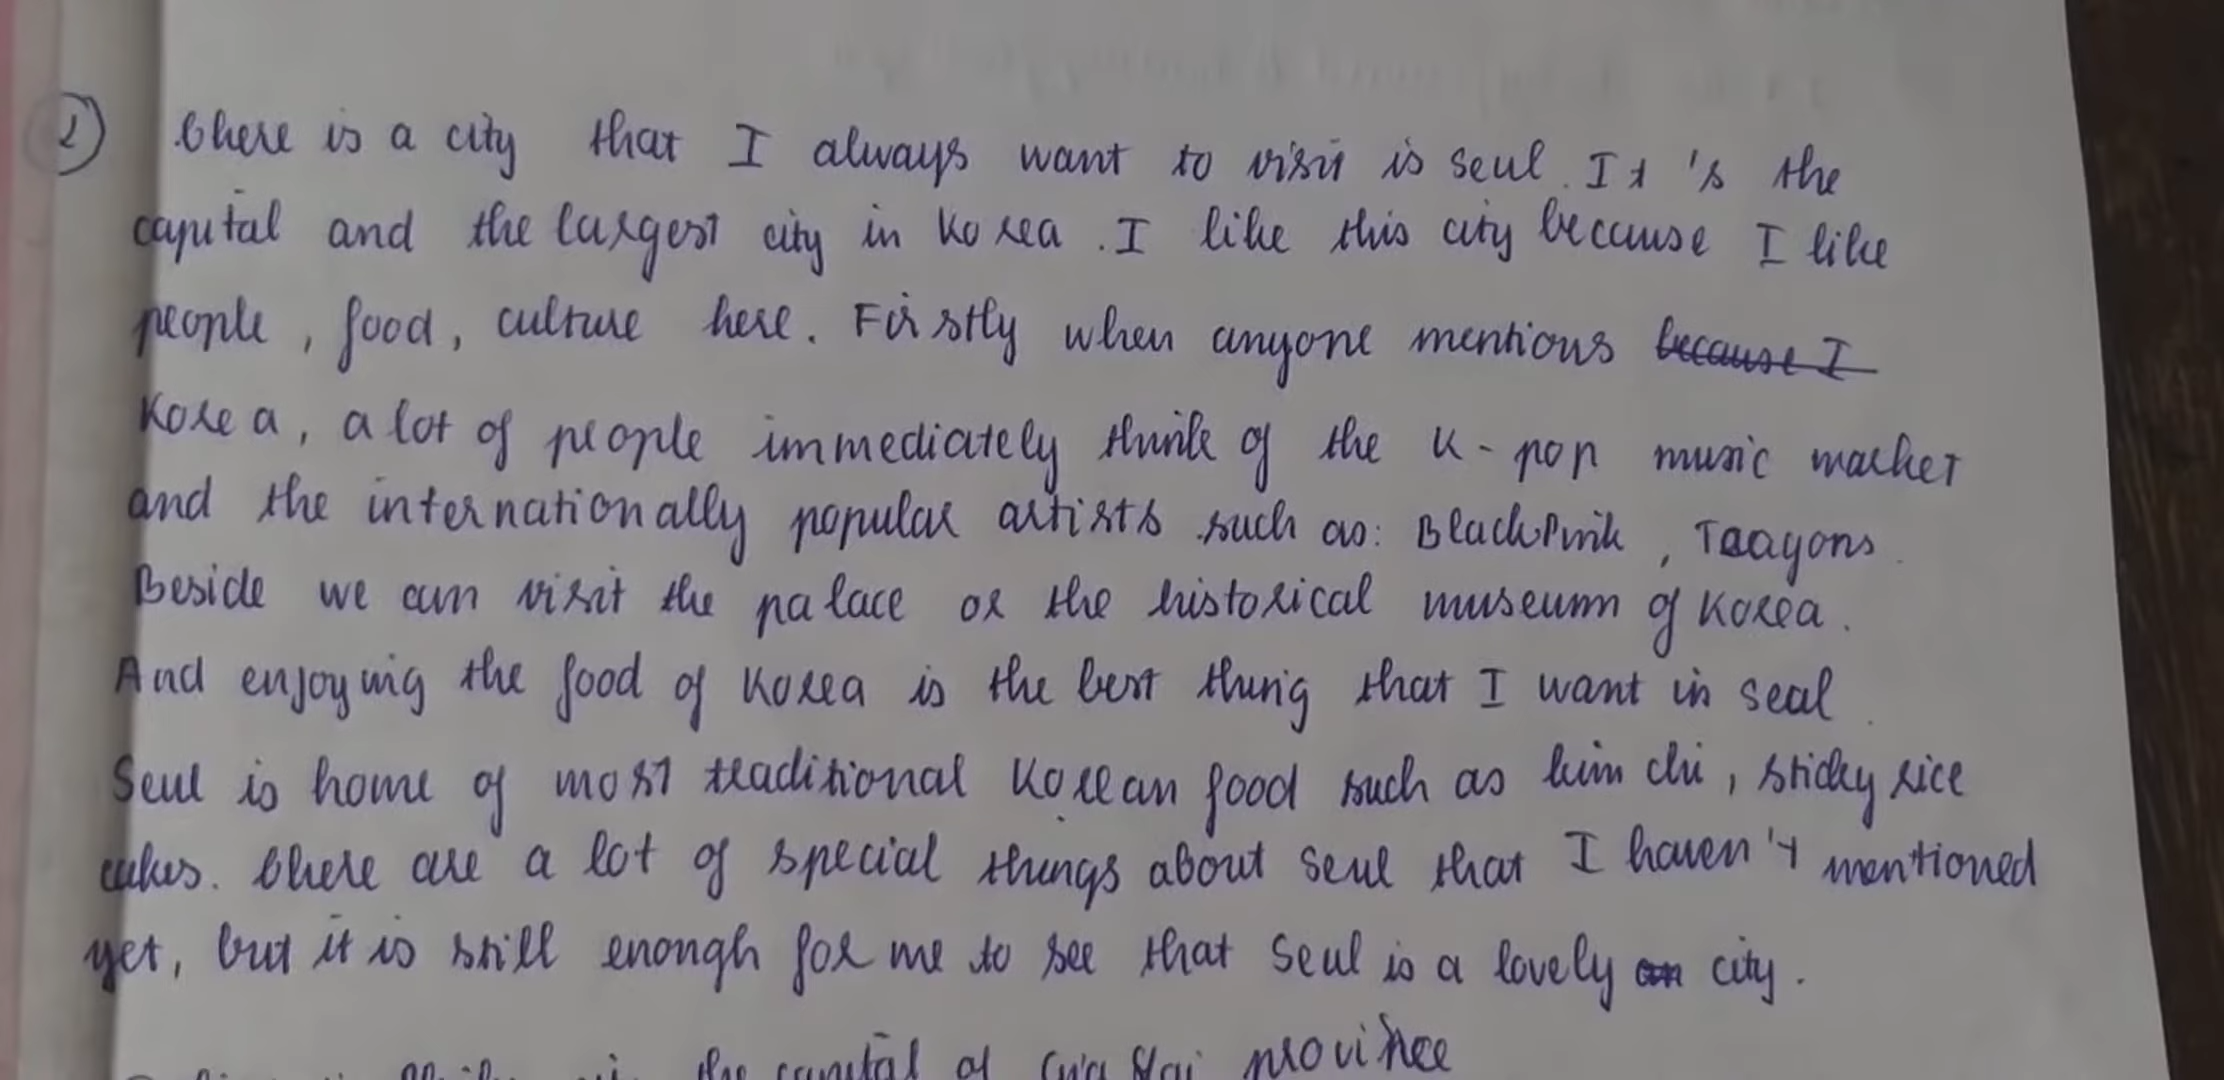 2) There is a city that I always want to visit is seul. It's the
capital and the largest city in Korea. I like this city because I like
people, food, culture here. Firstly when anyone mentions because I
Korea, a lot of people immediately think of the K-pop music market
and the internationally popular artists such as: BlackPink, Taayons.
Beside we can visit the palace or the historical museum of Korea.
And enjoying the food of Korea is the best thing that I want in seal.
Seul is home of most traditional Korean food such as kim chi, sticky rice
cakes. There are a lot of special things about seul that I haven't mentioned
yet, but it is still enongh for me to see that Seul is a lovely city.
the capital of province